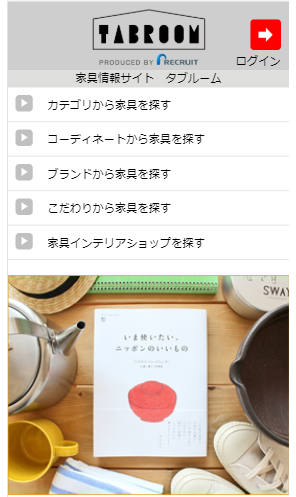 TABROOM
PRODUCED BY RECRUIT
ログイン
家具情報サイト タブルーム
カテゴリから家具を探す
コーディネートから家具を探す
ブランドから家具を探す
こだわりから家具を探す
家具インテリアショップを探す
いま使いたい、
ニッポンのいいもの
SWAY